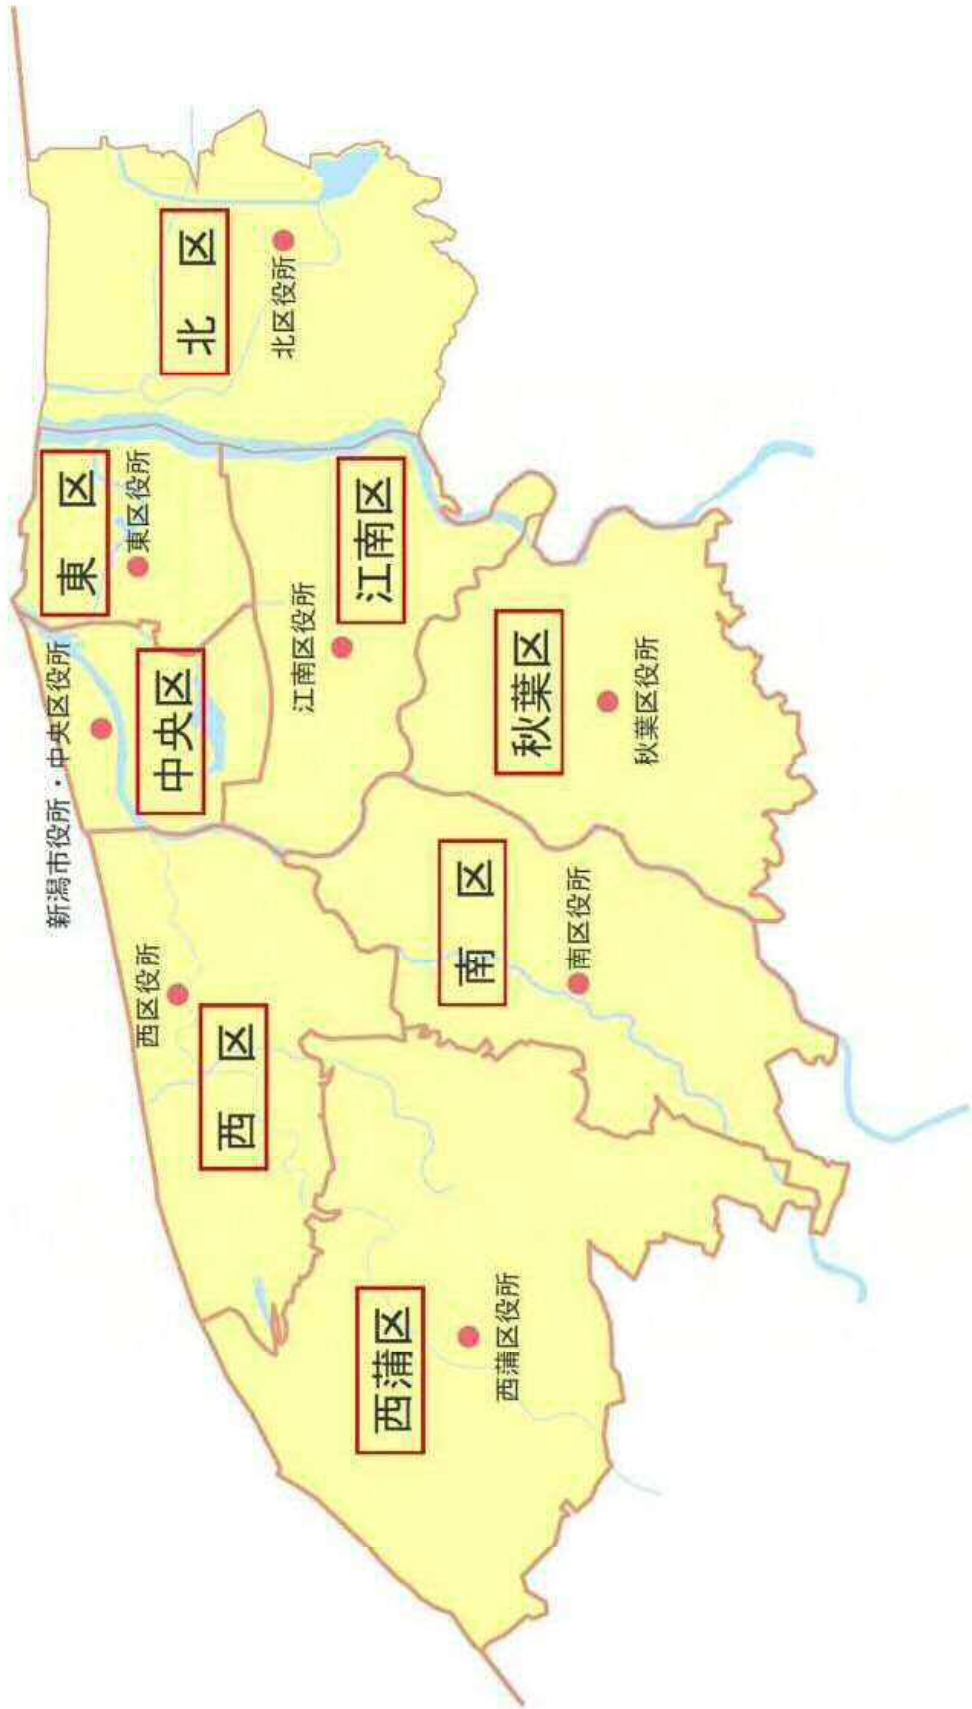 北区
北区役所
東区
東区役所
新潟市役所・中央区役所
中央区
江南区
江南区役所
秋葉区
秋葉区役所
南区
南区役所
西区役所
西区
西蒲区
西蒲区役所